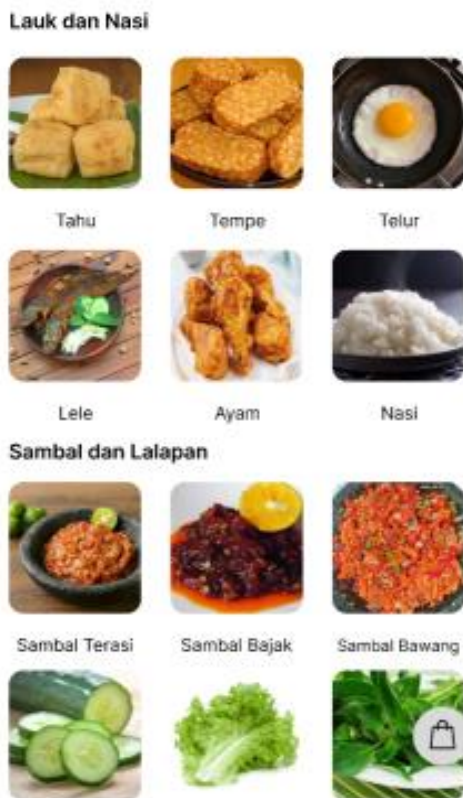 Lauk dan Nasi
Tahu Tempe Telur
Lele Ayam Nasi
Sambal dan Lalapan
Sambal Terasi Sambal Bajak Sambal Bawang